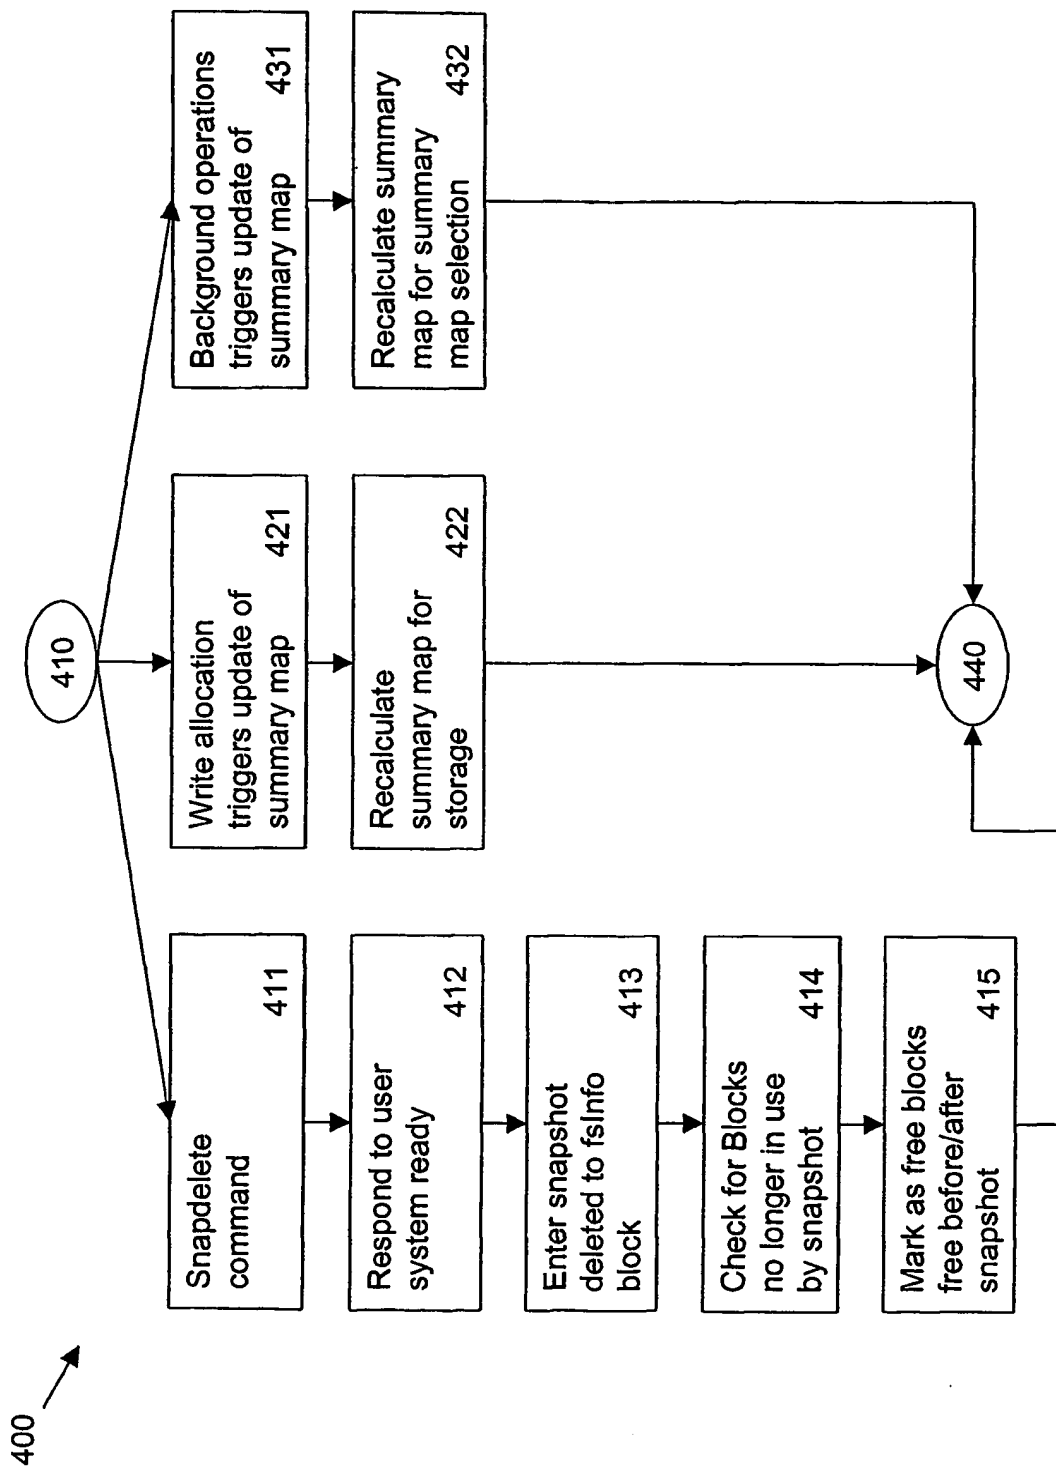 400
410
Snapdelete
command
411
Respond to user
system ready
412
Enter snapshot
deleted to fsInfo
block
413
Check for Blocks
no longer in use
by snapshot
414
Mark as free blocks
free before/after
snapshot
415
Write allocation
triggers update of
summary map
421
Recalculate
summary map for
storage
422
Background operations
triggers update of
summary map
431
Recalculate summary
map for summary
map selection
432
440